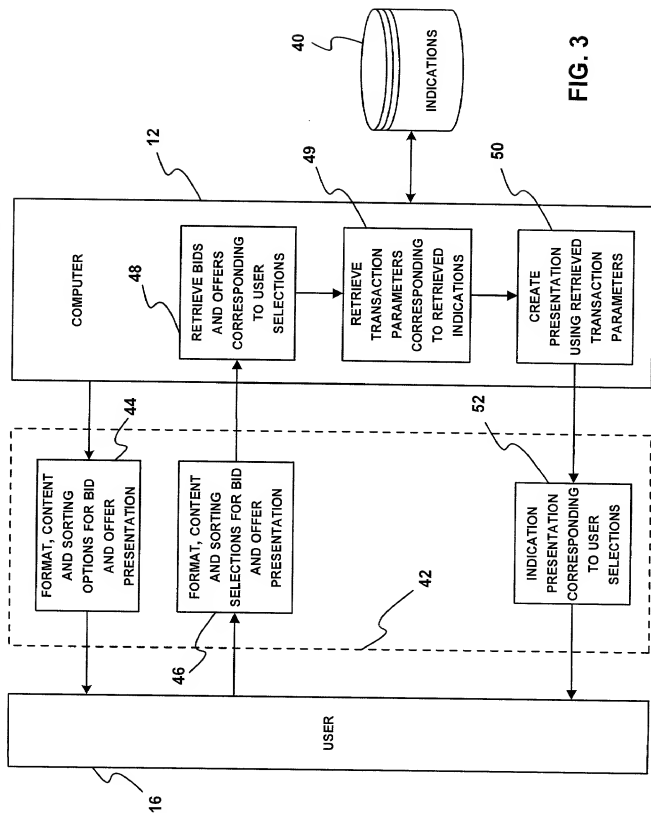 COMPUTER
12
48
RETRIEVE BIDS
AND OFFERS
CORRESPONDING
TO USER
SELECTIONS
49
RETRIEVE
TRANSACTION
PARAMETERS
CORRESPONDING
TO RETRIEVED
INDICATIONS
50
CREATE
PRESENTATION
USING RETRIEVED
TRANSACTION
PARAMETERS
40
INDICATIONS
44
FORMAT, CONTENT
AND SORTING
OPTIONS FOR BID
AND OFFER
PRESENTATION
FORMAT, CONTENT
AND SORTING
SELECTIONS FOR BID
AND OFFER
PRESENTATION
46
42
52
INDICATION
PRESENTATION
CORRESPONDING
TO USER
SELECTIONS
USER
16
FIG. 3